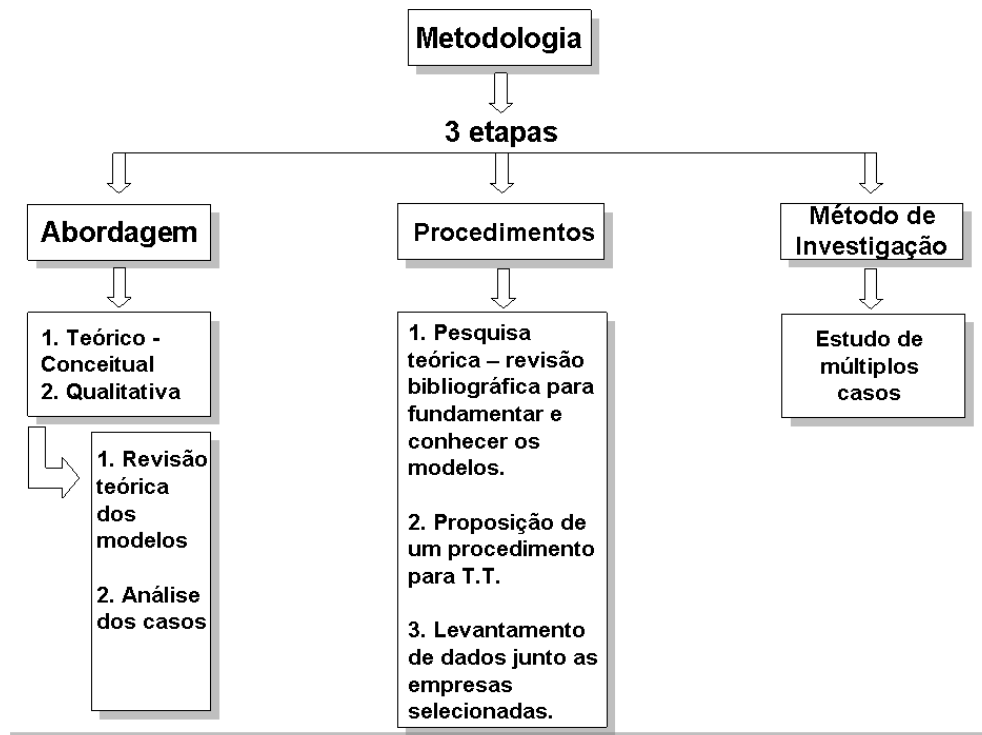 Metodologia
3 etapas
Abordagem
1. Teórico -
Conceitual
2. Qualitativa
1. Revisão
teórica
dos
modelos
2. Análise
dos casos
Procedimentos
1. Pesquisa
teórica – revisão
bibliográfica para
fundamentar e
conhecer os
modelos.
2. Proposição de
um procedimento
para T.T.
3. Levantamento
de dados junto as
empresas
selecionadas.
Método de
Investigação
Estudo de
múltiplos
casos